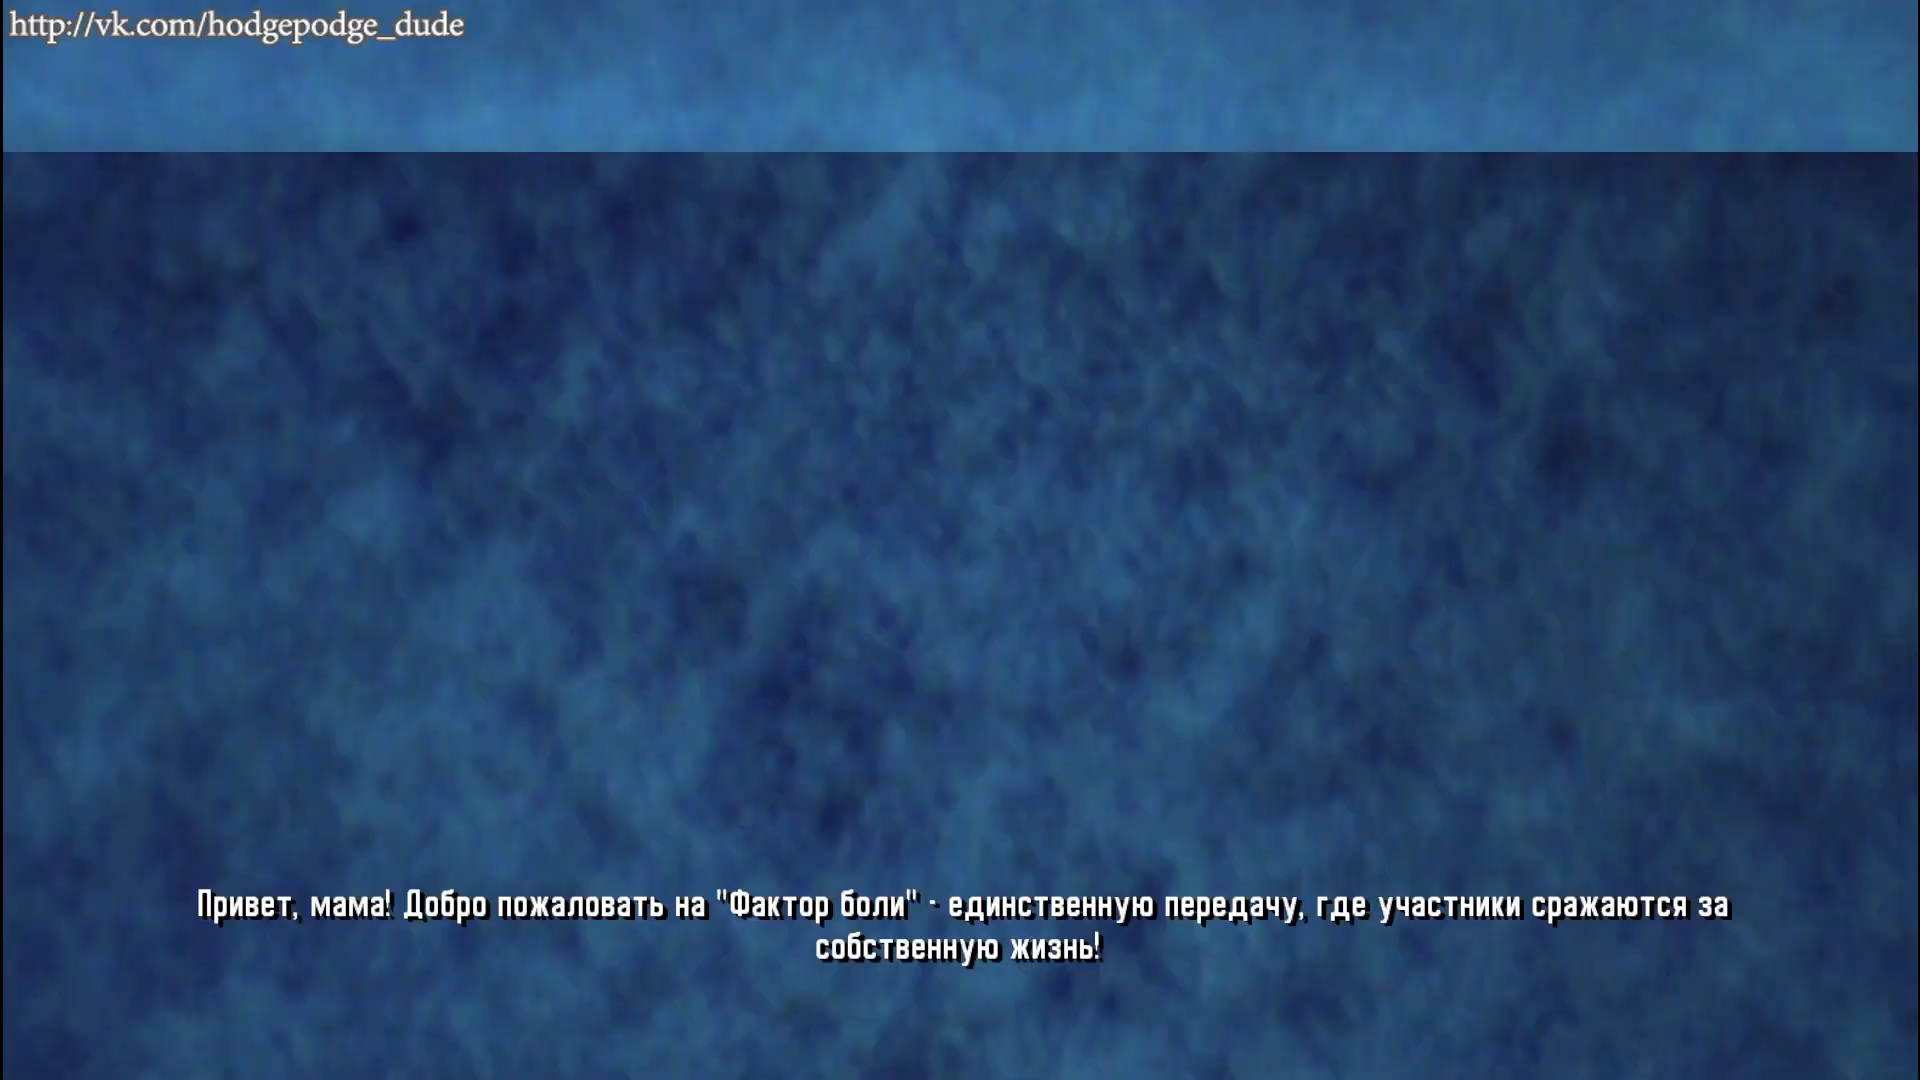 http://vk.com/hodgepodge_dude
Привет, мама! Добро пожаловать на "Фактор боли" - единственную передачу, где участники сражаются за
собственную жизнь!